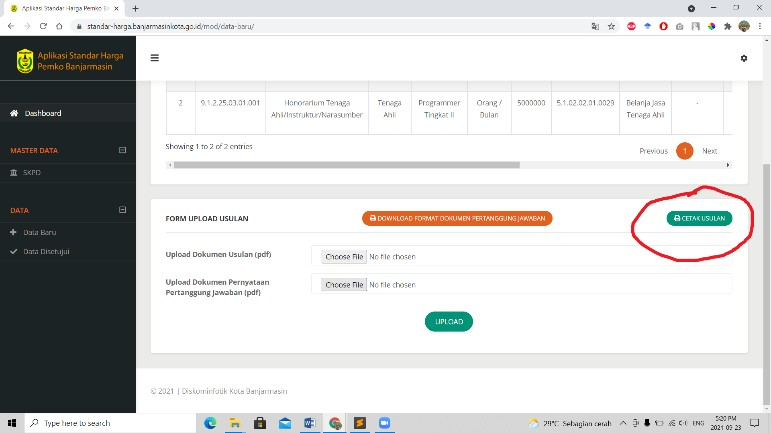 Aplikasi Standar Harga Pemko Ba
standar-harga.banjarmasinkota.go.id/mod/data-baru/
Aplikasi Standar Harga
Pemko Banjarmasin
Dashboard
MASTER DATA
SKPD
DATA
Data Baru
Data Disetujui
2 9.1.2.25.03.01.001 Honorarium Tenaga Ahli/Instruktur/Narasumber Tenaga Ahli Programmer Tingkat II Orang / Bulan 5000000 5.1.02.02.01.0029 Belanja Jasa Tenaga Ahli -
Showing 1 to 2 of 2 entries
Previous 1 Next
FORM UPLOAD USULAN
DOWNLOAD FORMAT DOKUMEN PERTANGGUNG JAWABAN
CETAK USULAN
Upload Dokumen Usulan (pdf)
Choose File No file chosen
Upload Dokumen Pernyataan
Pertanggung Jawaban (pdf)
Choose File No file chosen
UPLOAD
© 2021 | Diskominfotik Kota Banjarmasin
Type here to search
29°C Sebagian cerah
ENG
5:20 PM
2021-09-23